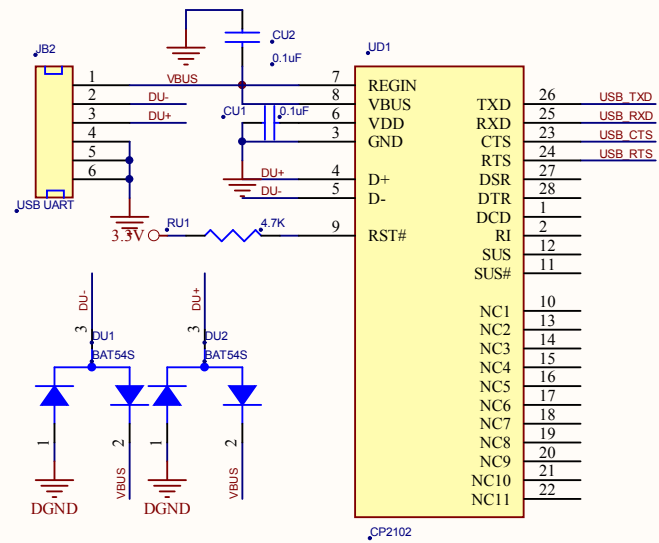 JB2
1
2
3
4
5
6
USB UART
VBUS
DU-
DU+
CU2
0.1uF
CU1
0.1uF
UD1
7 REGIN
8 VBUS
6 VDD
3 GND
DU+ 4 D+
DU- 5 D-
3.3V RU1 4.7K 9 RST#
TXD 26 USB_TXD
RXD 25 USB_RXD
CTS 23 USB_CTS
RTS 24 USB_RTS
DSR 27
DTR 28
DCD 1
RI 2
SUS 12
SUS# 11
NC1 10
NC2 13
NC3 14
NC4 15
NC5 16
NC6 17
NC7 18
NC8 19
NC9 20
NC10 21
NC11 22
CP2102
DU-
3
DU1
BAT54S
1
2
DGND
VBUS
DU+
3
DU2
BAT54S
1
2
DGND
VBUS